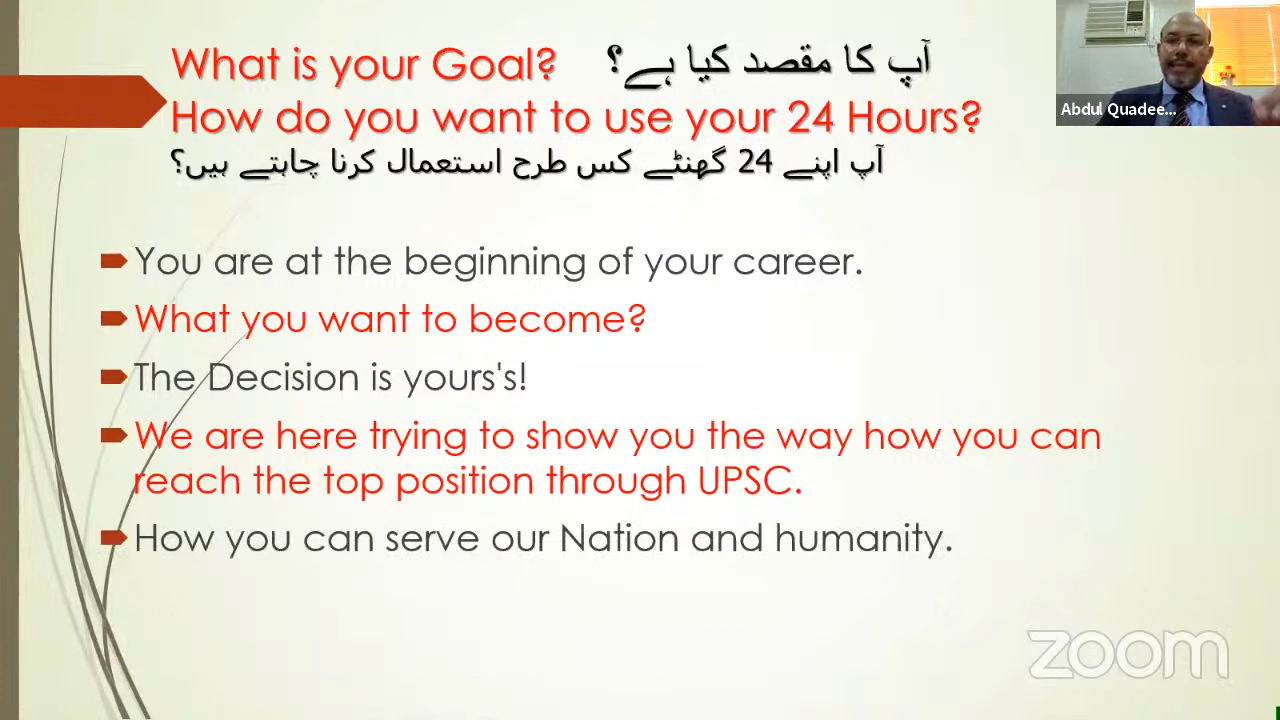 What is your Goal? آپ کا مقصد کیا ہے؟
How do you want to use your 24 Hours?
آپ اپنے 24 گھنٹے کس طرح استعمال کرنا چاہتے ہیں؟
Abdul Quadee...
You are at the beginning of your career.
What you want to become?
The Decision is yours's!
We are here trying to show you the way how you can
reach the top position through UPSC.
How you can serve our Nation and humanity.
zoom